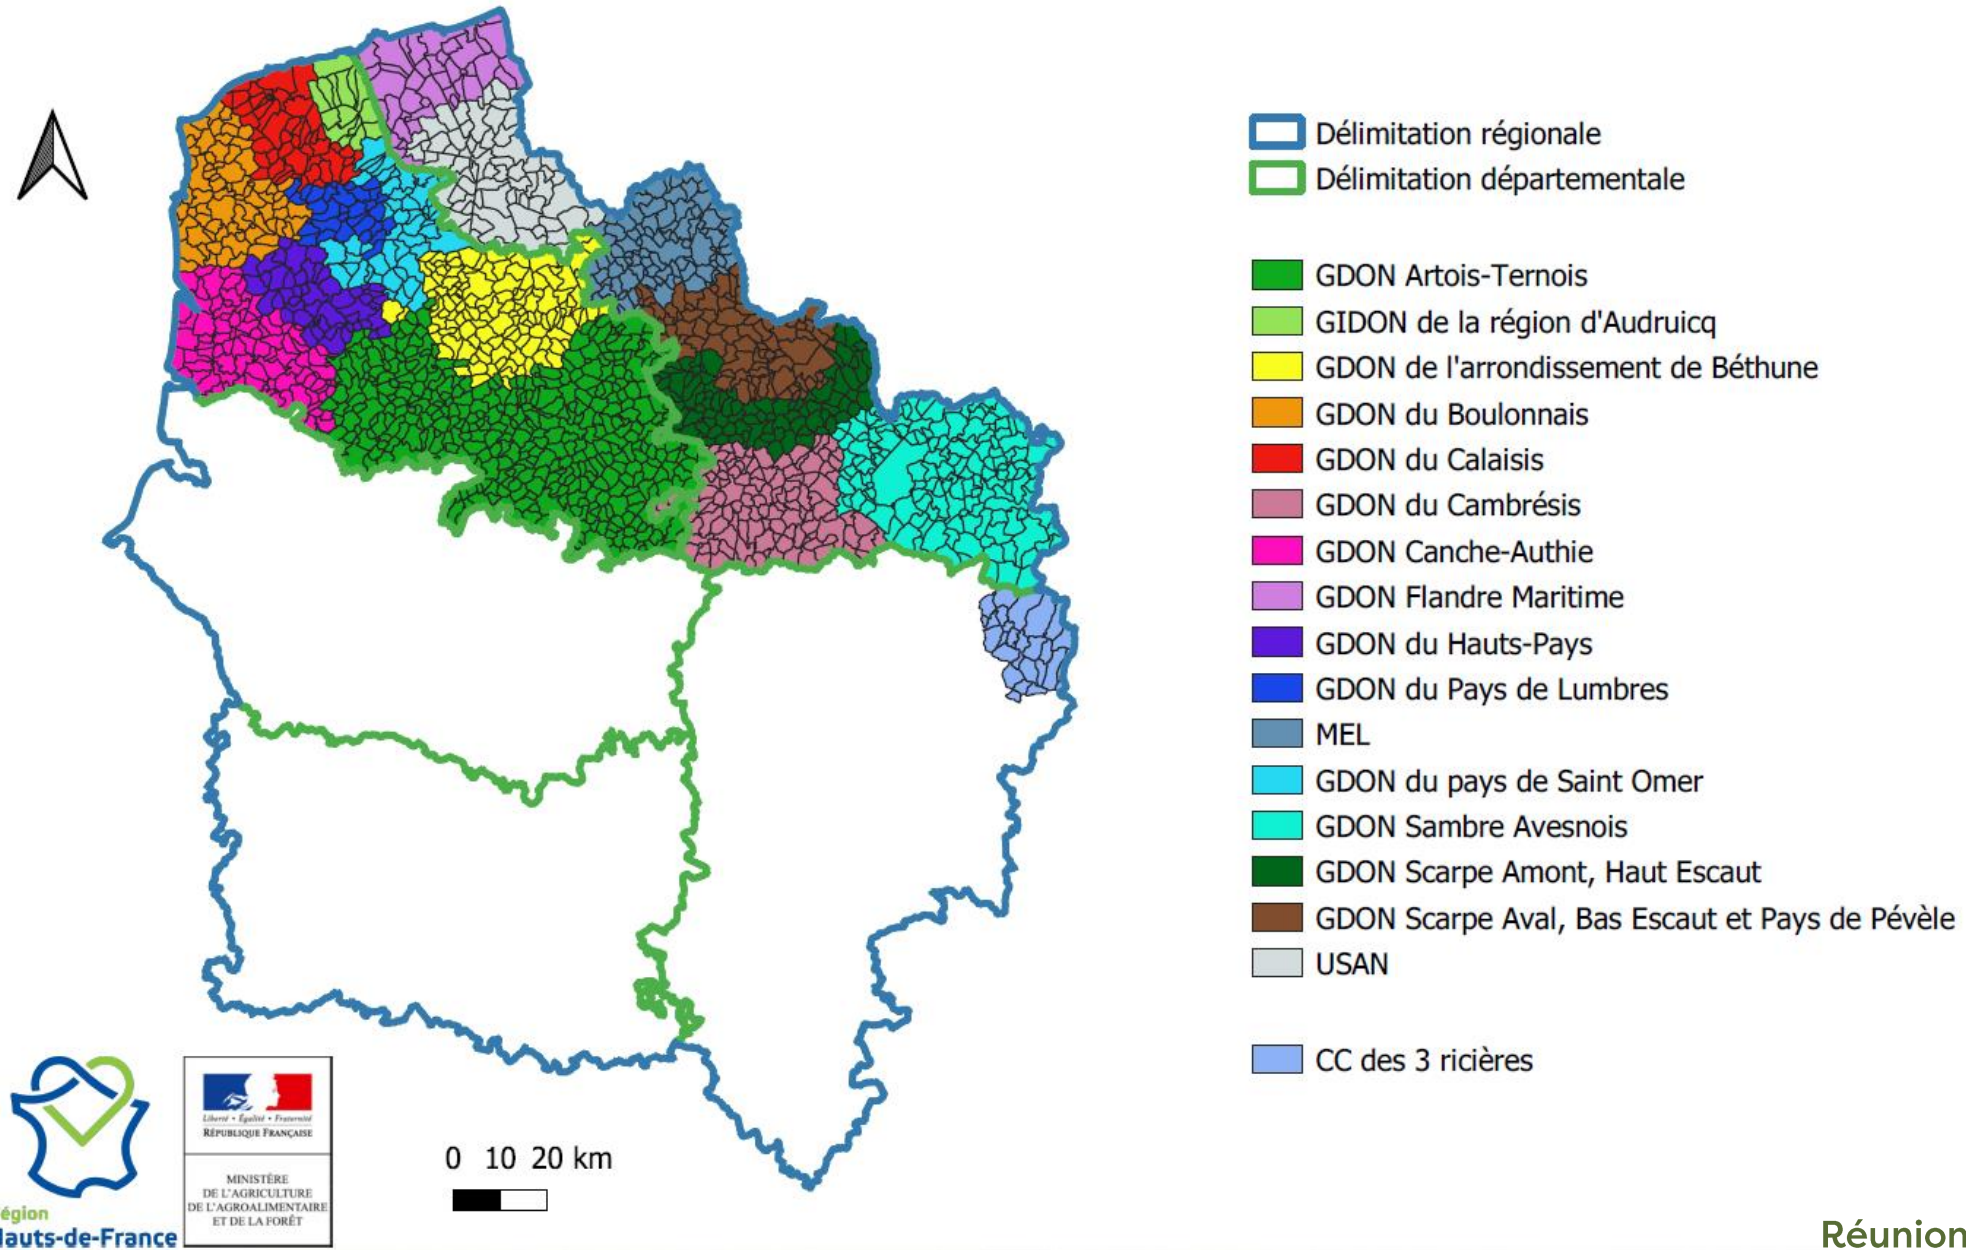 Délimitation régionale
Délimitation départementale
GDON Artois-Ternois
GIDON de la région d'Audruicq
GDON de l'arrondissement de Béthune
GDON du Boulonnais
GDON du Calaisis
GDON du Cambrésis
GDON Canche-Authie
GDON Flandre Maritime
GDON du Hauts-Pays
GDON du Pays de Lumbres
MEL
GDON du pays de Saint Omer
GDON Sambre Avesnois
GDON Scarpe Amont, Haut Escaut
GDON Scarpe Aval, Bas Escaut et Pays de Pévèle
USAN
CC des 3 ricières
Liberté • Égalité • Fraternité
RÉPUBLIQUE FRANÇAISE
MINISTÈRE
DE L'AGRICULTURE
DE L'AGROALIMENTAIRE
ET DE LA FORÊT
égion
Hauts-de-France
0 10 20 km
Réunion